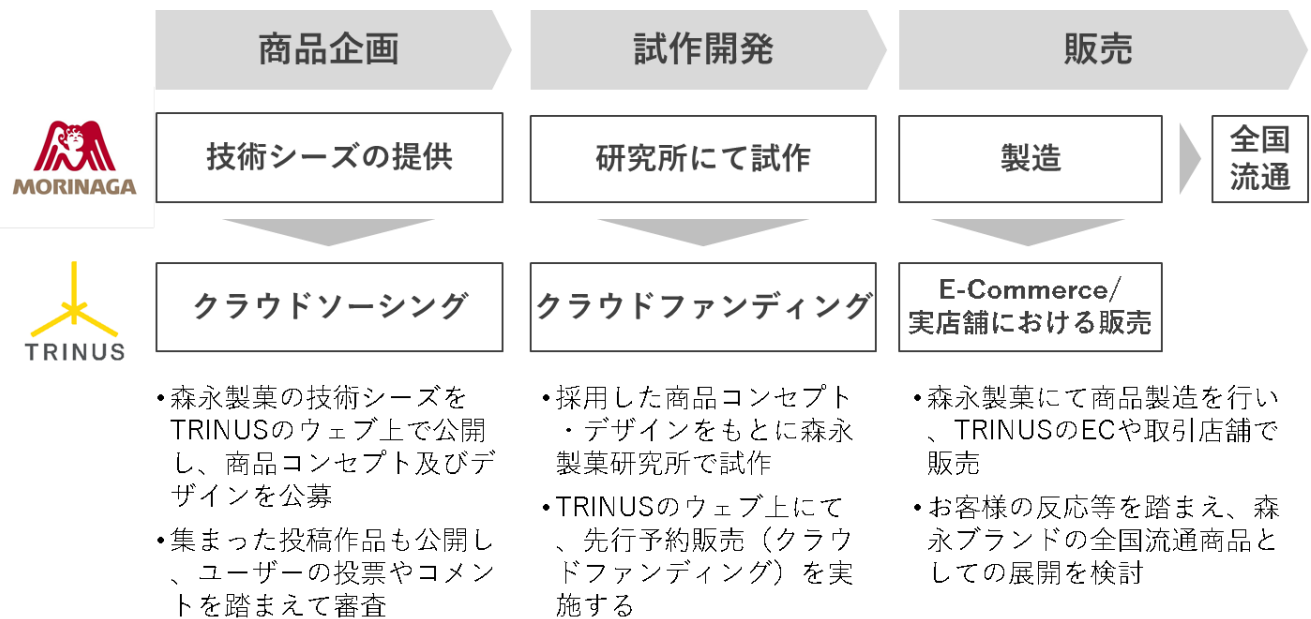 商品企画
試作開発
販売
MORINAGA
技術シーズの提供
研究所にて試作
製造
全国
流通
TRINUS
クラウドソーシング
クラウドファンディング
E-Commerce/
実店舗における販売
•森永製菓の技術シーズを
TRINUSのウェブ上で公開
し、商品コンセプト及びデ
ザインを公募
•集まった投稿作品も公開し
、ユーザーの投票やコメン
トを踏まえて審査
•採用した商品コンセプト
・デザインをもとに森永
製菓研究所で試作
•TRINUSのウェブ上にて
、先行予約販売（クラウ
ドファンディング）を実
施する
•森永製菓にて商品製造を行い
、TRINUSのECや取引店舗で
販売
•お客様の反応等を踏まえ、森
永ブランドの全国流通商品と
しての展開を検討